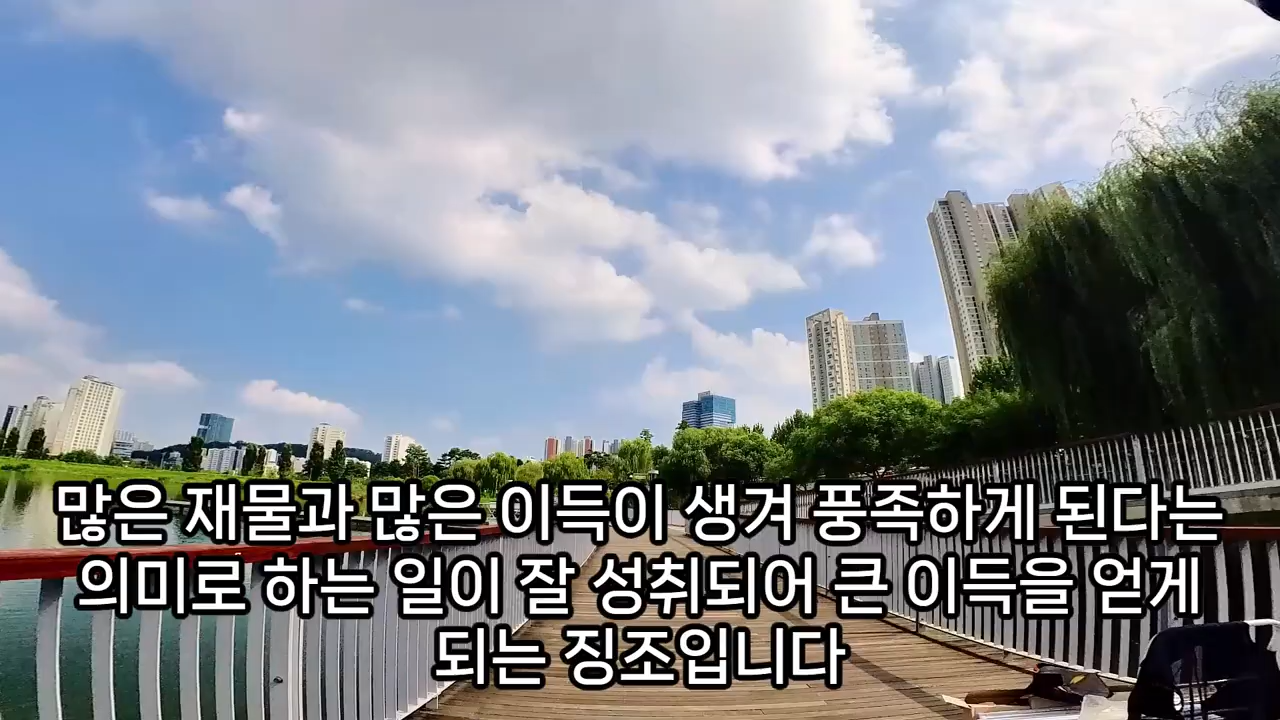 많은 재물과 많은 이득이 생겨 풍족하게 된다는
의미로 하는 일이 잘 성취되어 큰 이득을 얻게
되는 징조입니다